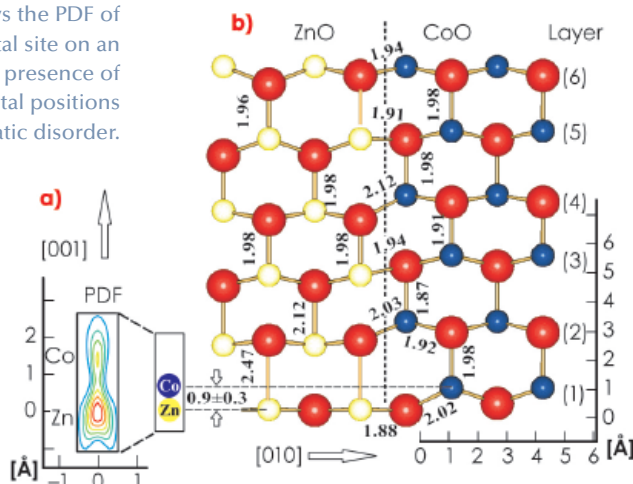 ws the PDF of
tal site on an
presence of
tal positions
atic disorder.
a)
[001]
PDF
Co
Zn
2
1
0
[Å]
−1 0 1
Co
Zn
0.9±0.3
b)
ZnO CoO Layer
1.94
(6)
1.96
1.98
1.91
(5)
1.98
1.98
2.12
(4)
1.98
1.98
1.91
1.94
(3)
2.12
1.87
2.03
1.92
(2)
2.47
1.98
(1)
2.02
1.88
[010]
6
5
4
3
2
1
0
0 1 2 3 4 5 6 [Å]